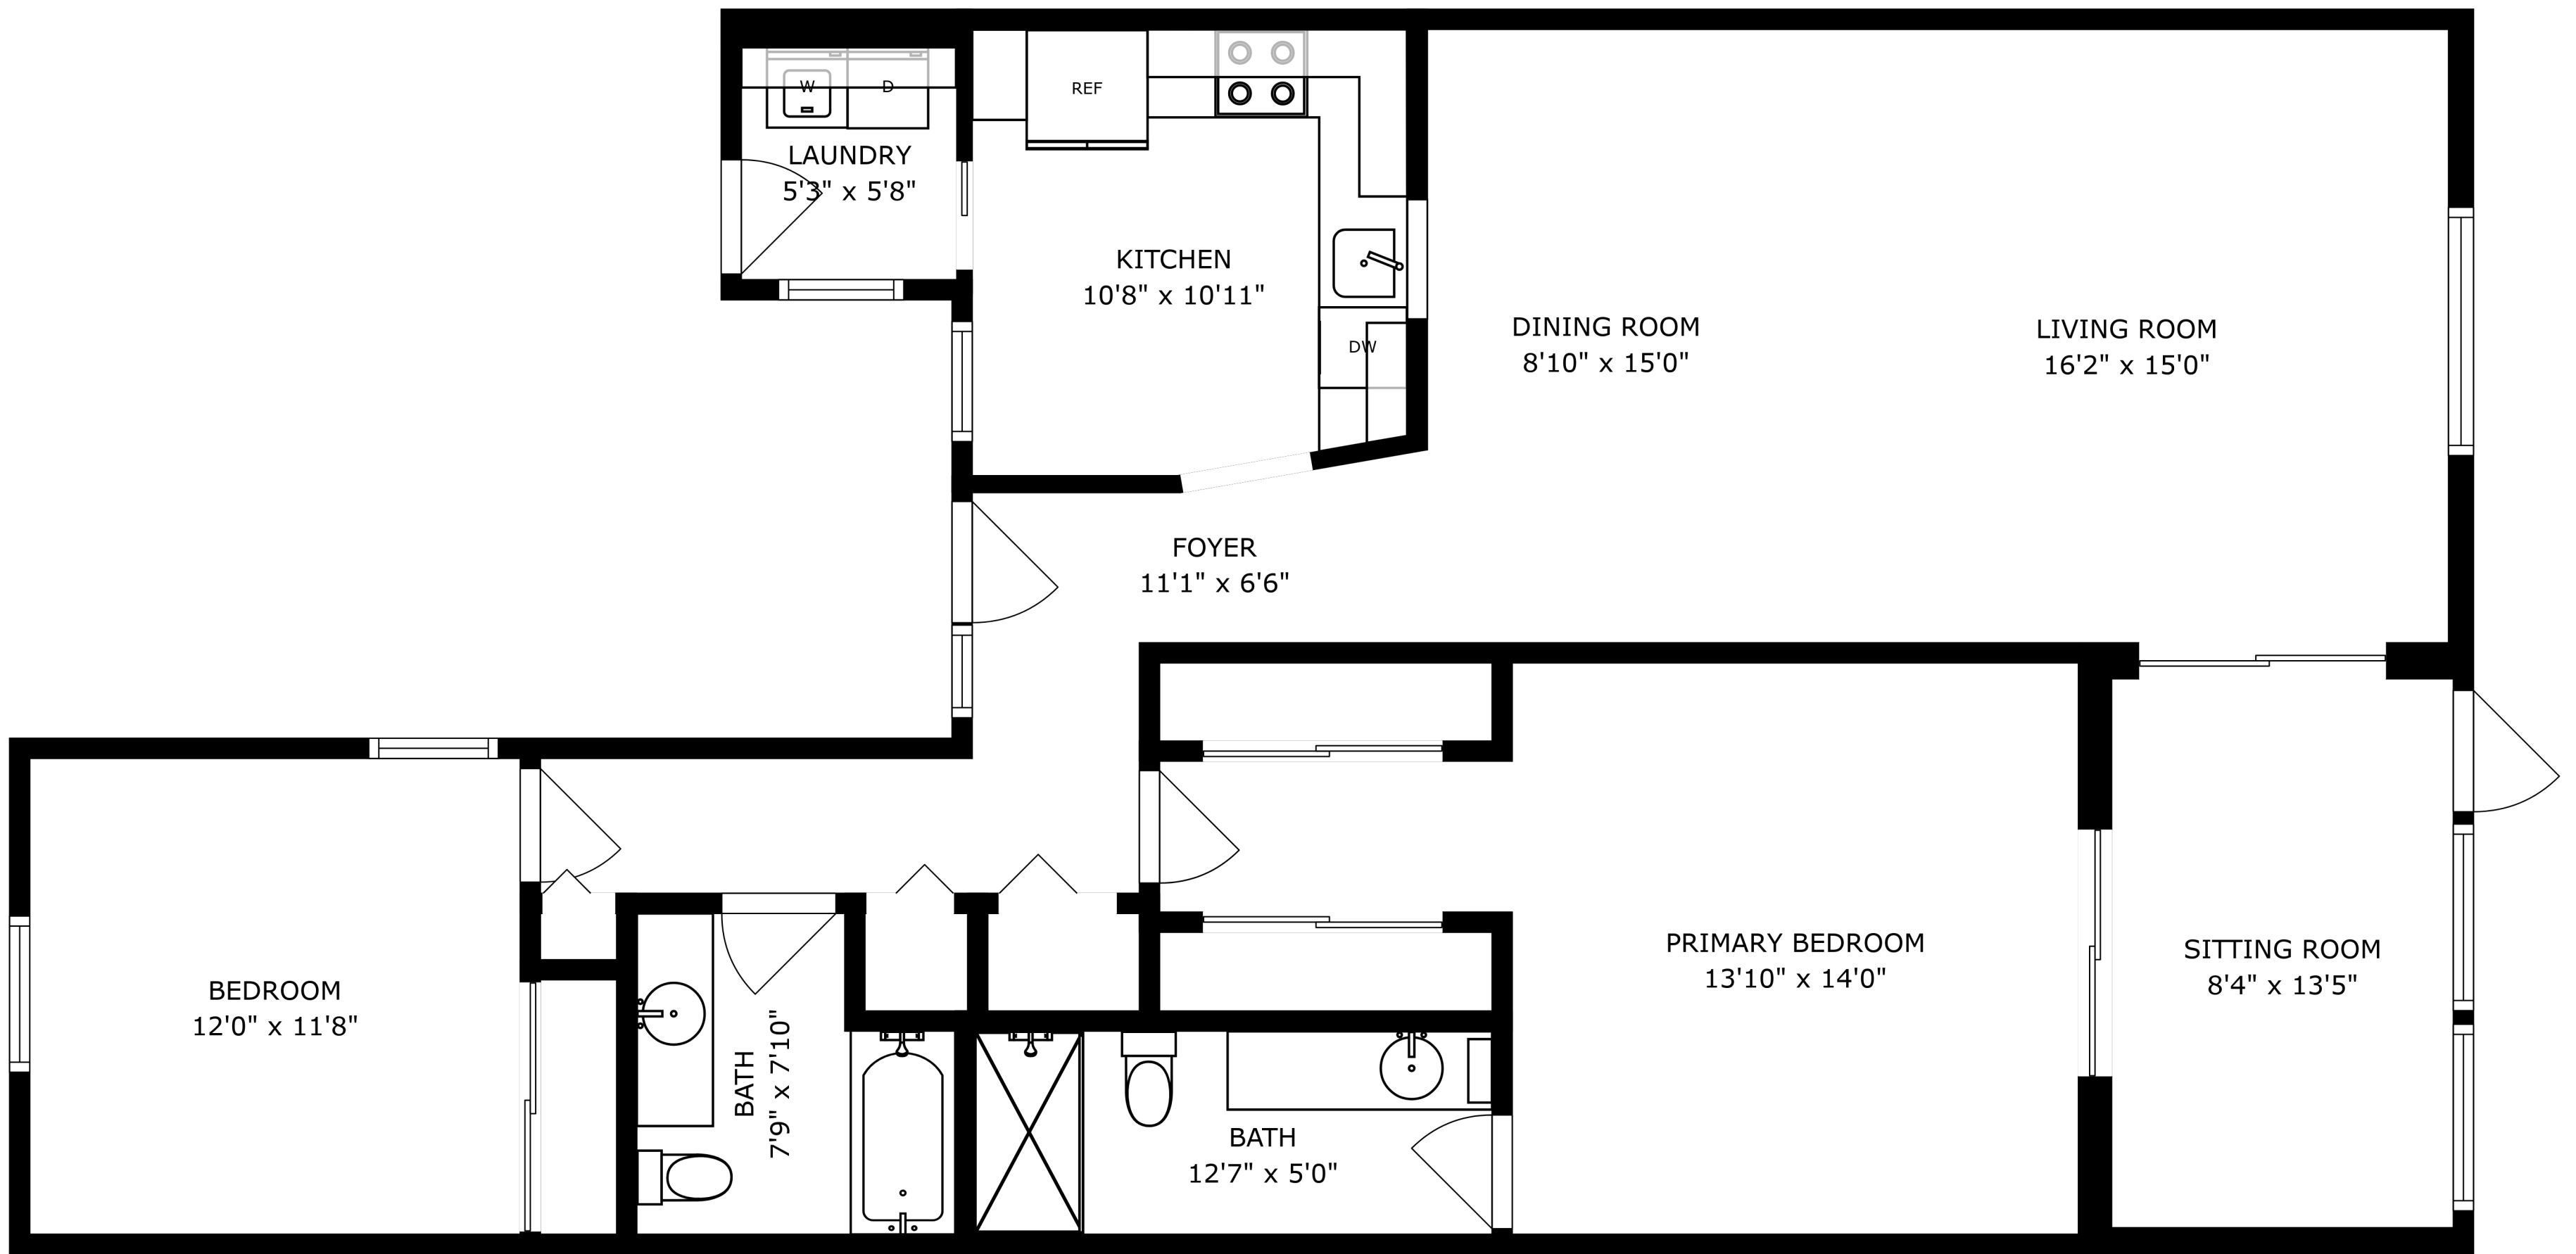 W
D
REF
LAUNDRY
5'3" x 5'8"
KITCHEN
10'8" x 10'11"
DW
DINING ROOM
8'10" x 15'0"
LIVING ROOM
16'2" x 15'0"
FOYER
11'1" x 6'6"
BEDROOM
12'0" x 11'8"
BATH
7'9" x 7'10"
BATH
12'7" x 5'0"
PRIMARY BEDROOM
13'10" x 14'0"
SITTING ROOM
8'4" x 13'5"